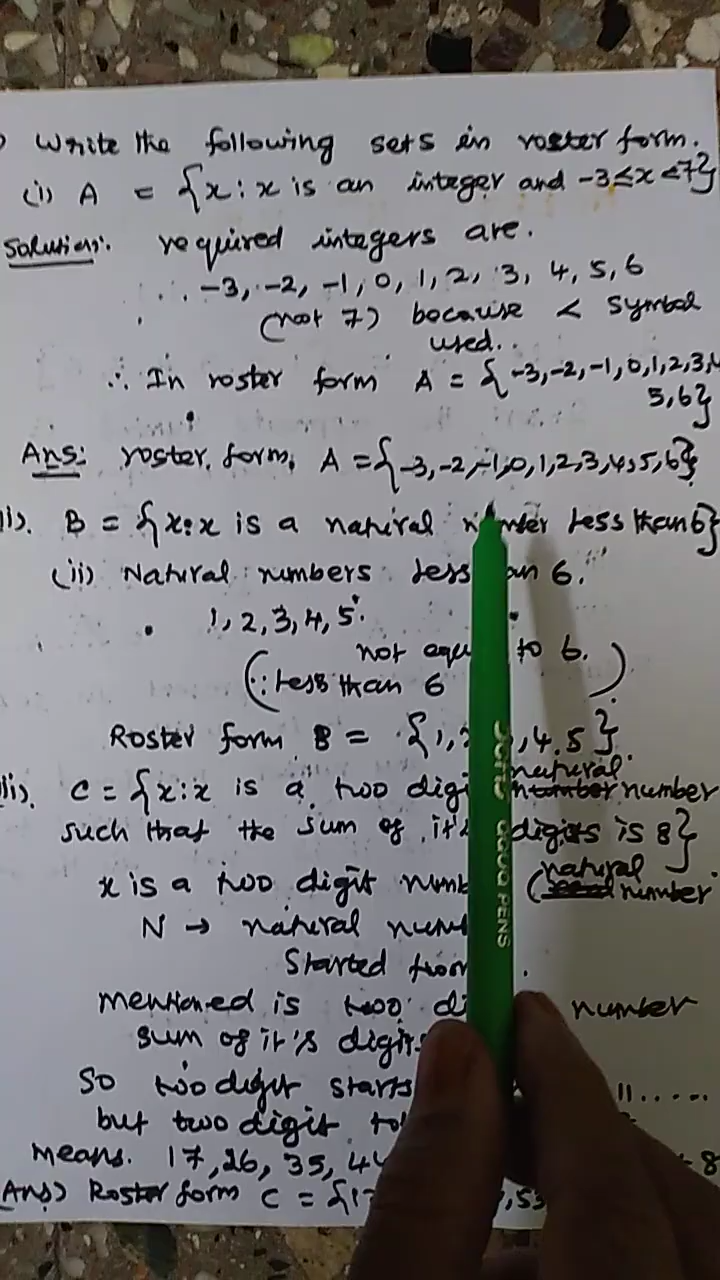 Write the following sets in roster form.
(i) A = {x : x is an integer and -3 ≤ x < 7}
Solution: required integers are.
∴ -3, -2, -1, 0, 1, 2, 3, 4, 5, 6
(not 7) because < symbol
used..
∴ In roster form A = {-3, -2, -1, 0, 1, 2, 3, 4
5, 6}
Ans: roster form, A = {-3, -2, -1, 0, 1, 2, 3, 4, 5, 6}
ii). B = {x : x is a natural number less than 6}
(ii) Natural numbers less than 6.
1, 2, 3, 4, 5.
not equal to 6.
(∵ less than 6 )
Roster form B = {1, , 4, 5}
natural
iii). C = {x : x is a two digit number
such that the sum of it's digits is 8}
x is a two digit (natural number
N → natural
Started from
mentioned is two number
sum of it's digits
So two digit starts 11.....
but two digit
means. 17, 26, 35, 44 8
(Ans) Roster form C = {17 , 53